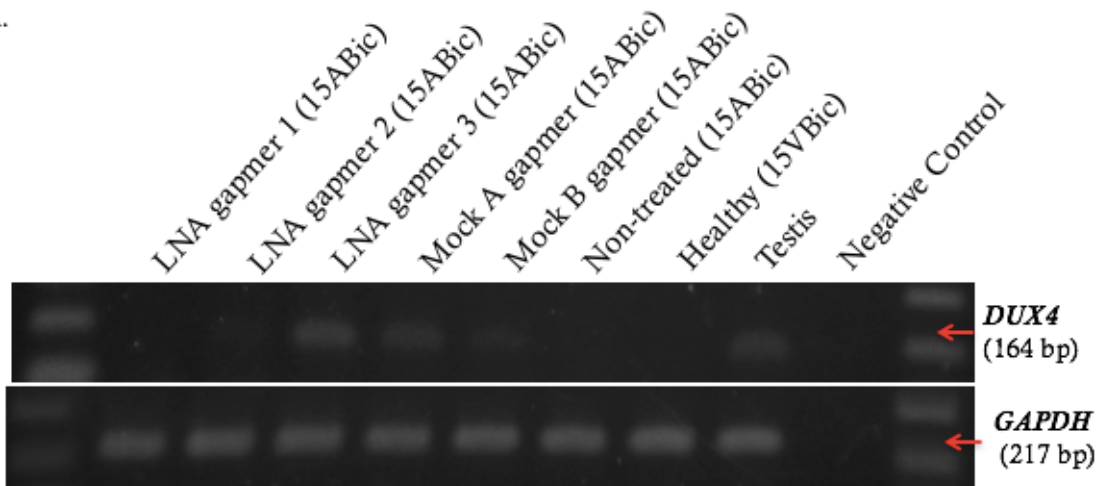 LNA gapmer 1 (15ABic)
LNA gapmer 2 (15ABic)
LNA gapmer 3 (15ABic)
Mock A gapmer (15ABic)
Mock B gapmer (15ABic)
Non-treated (15ABic)
Healthy (15VBic)
Testis
Negative Control
DUX4
(164 bp)
GAPDH
(217 bp)